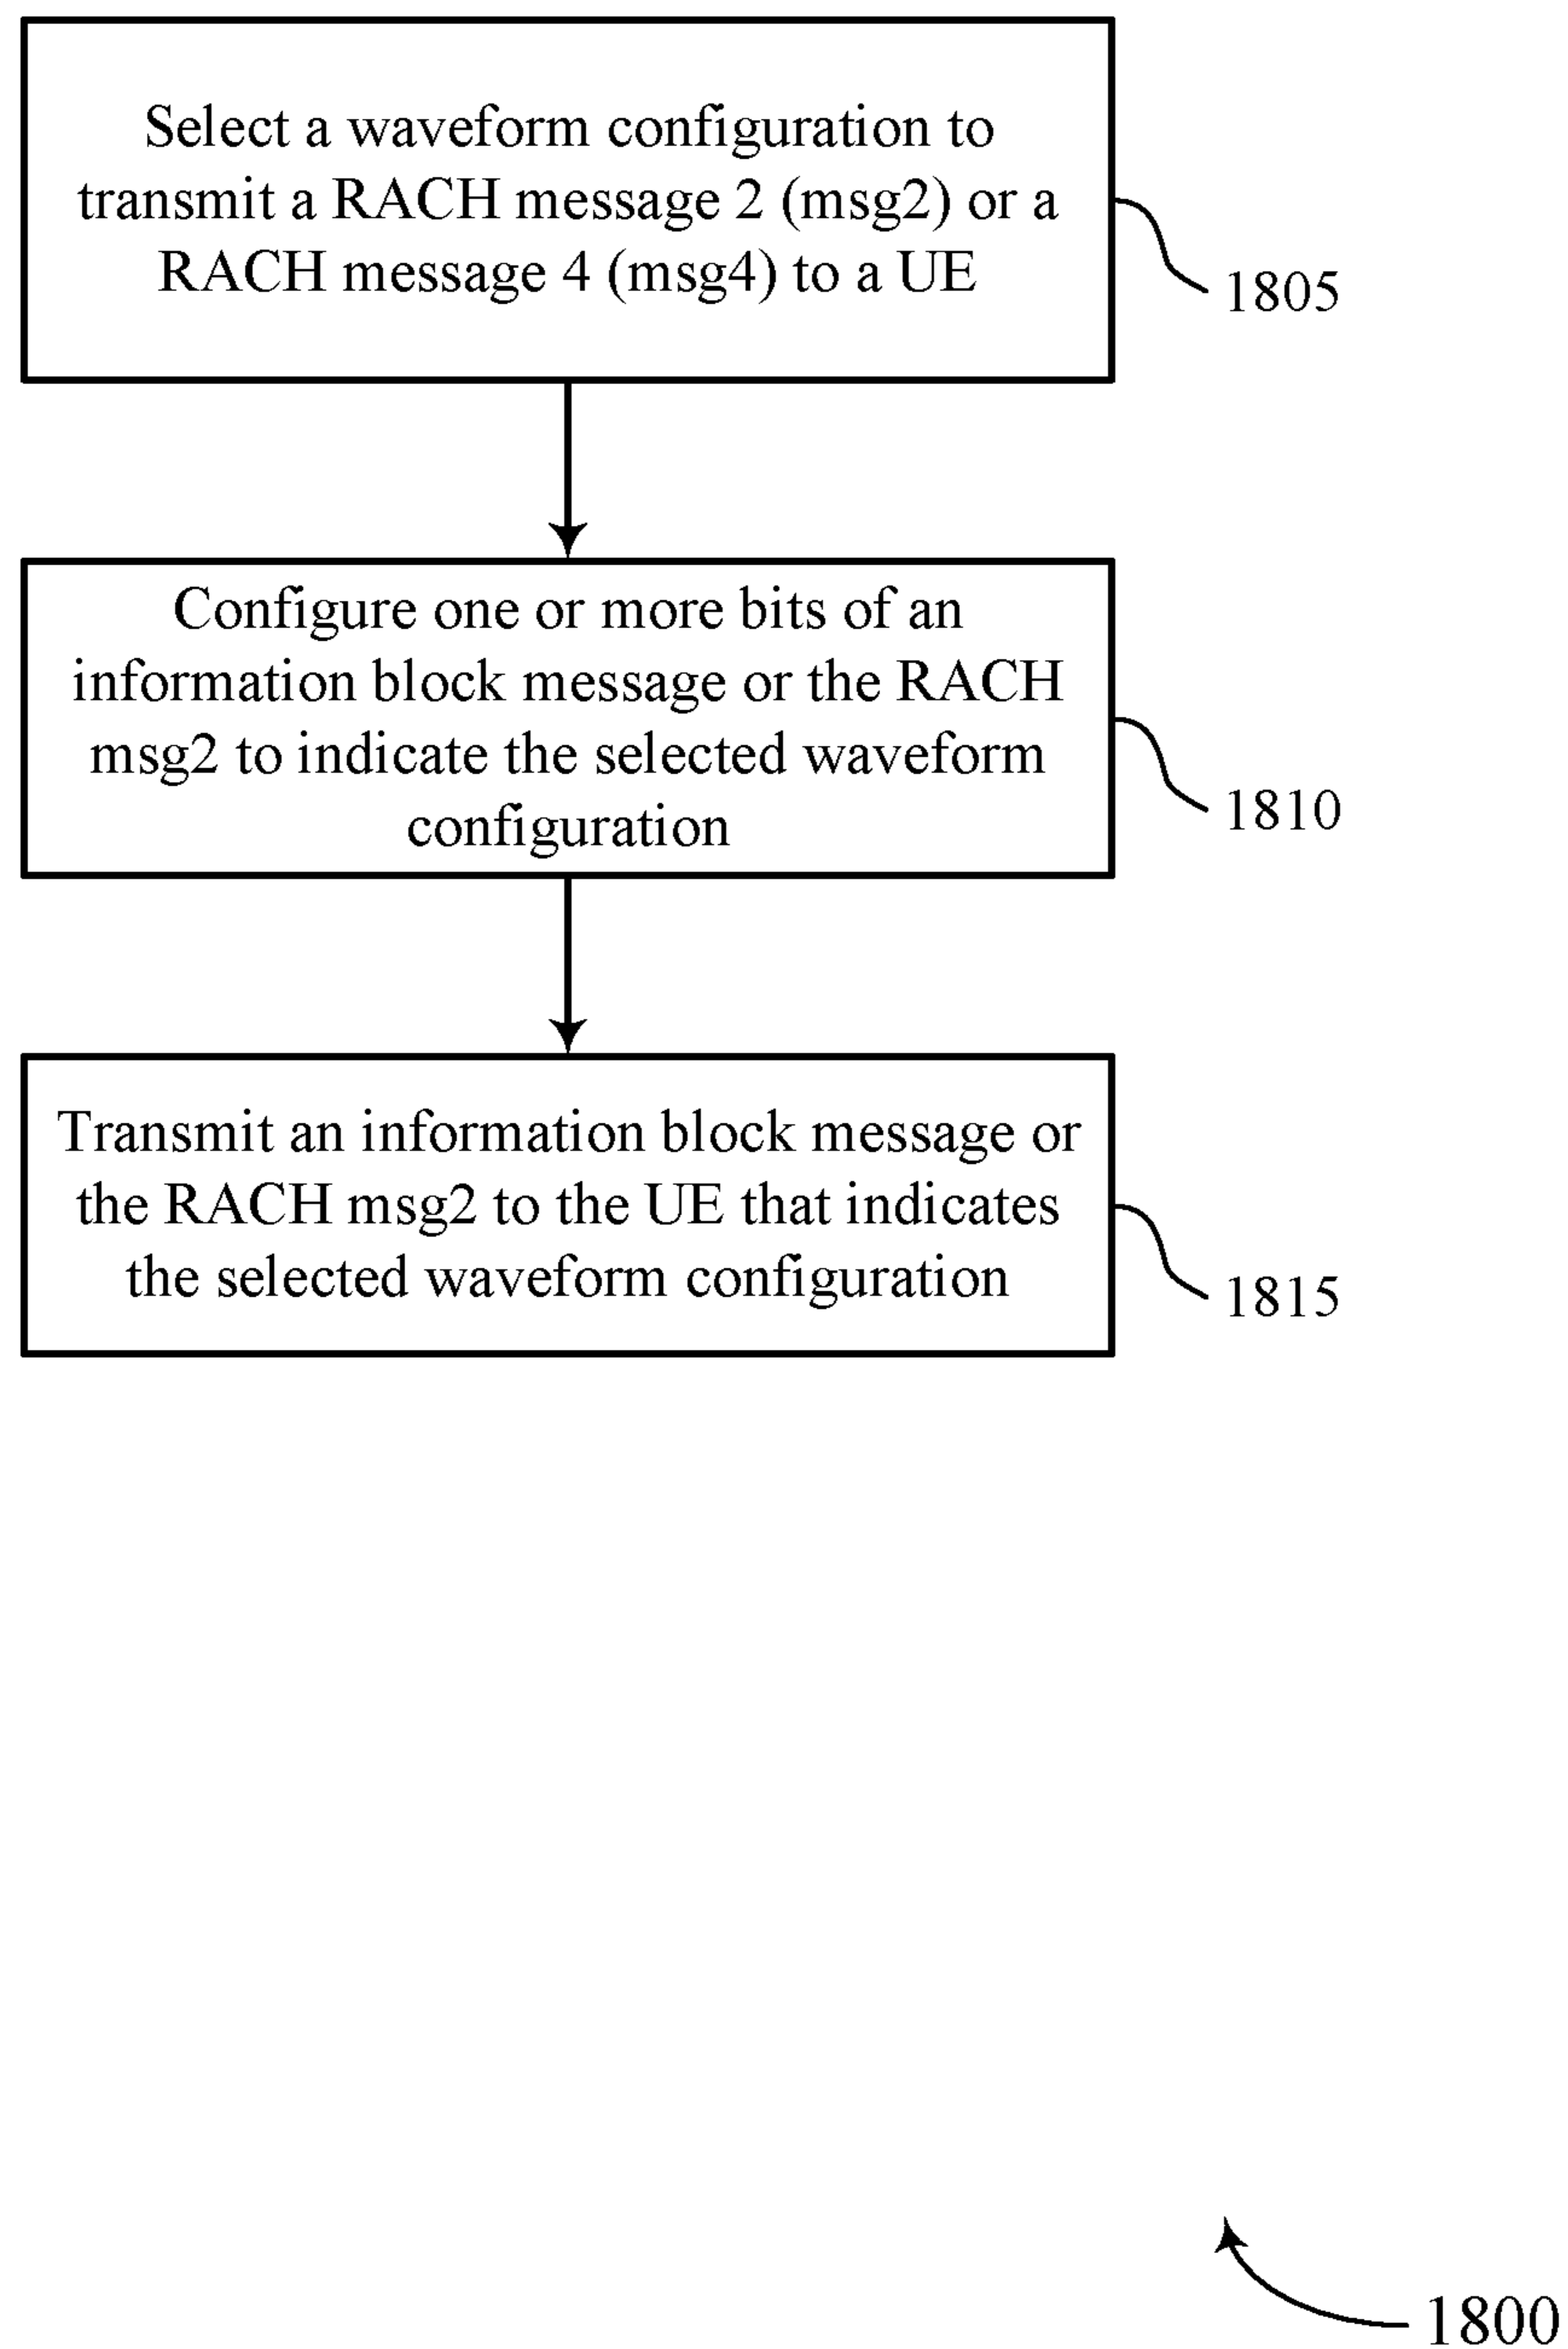 Select a waveform configuration to
transmit a RACH message 2 (msg2) or a
RACH message 4 (msg4) to a UE
1805
Configure one or more bits of an
information block message or the RACH
msg2 to indicate the selected waveform
configuration
1810
Transmit an information block message or
the RACH msg2 to the UE that indicates
the selected waveform configuration
1815
1800